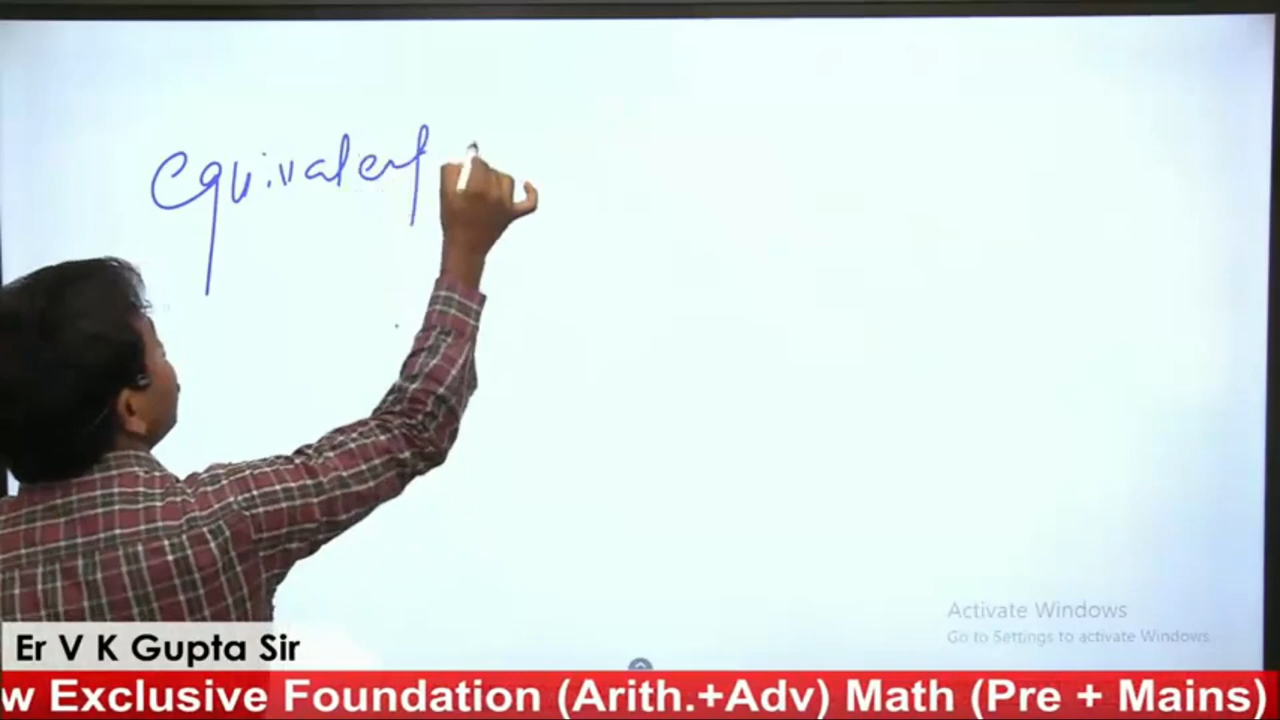 equivalent
Activate Windows
Go to Settings to activate Windows.
Er V K Gupta Sir
w Exclusive Foundation (Arith.+Adv) Math (Pre + Mains)